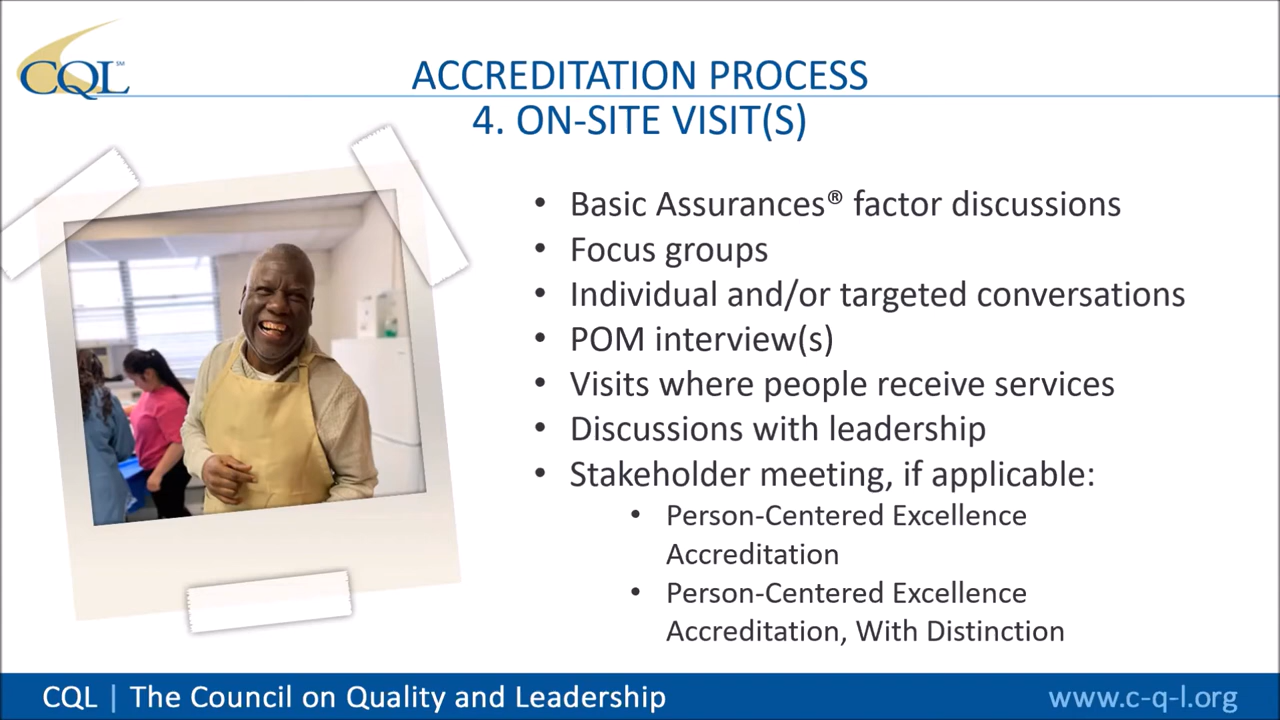 CQL℠
ACCREDITATION PROCESS
4. ON-SITE VISIT(S)
• Basic Assurances® factor discussions
• Focus groups
• Individual and/or targeted conversations
• POM interview(s)
• Visits where people receive services
• Discussions with leadership
• Stakeholder meeting, if applicable:
• Person-Centered Excellence
Accreditation
• Person-Centered Excellence
Accreditation, With Distinction
CQL | The Council on Quality and Leadership
www.c-q-l.org